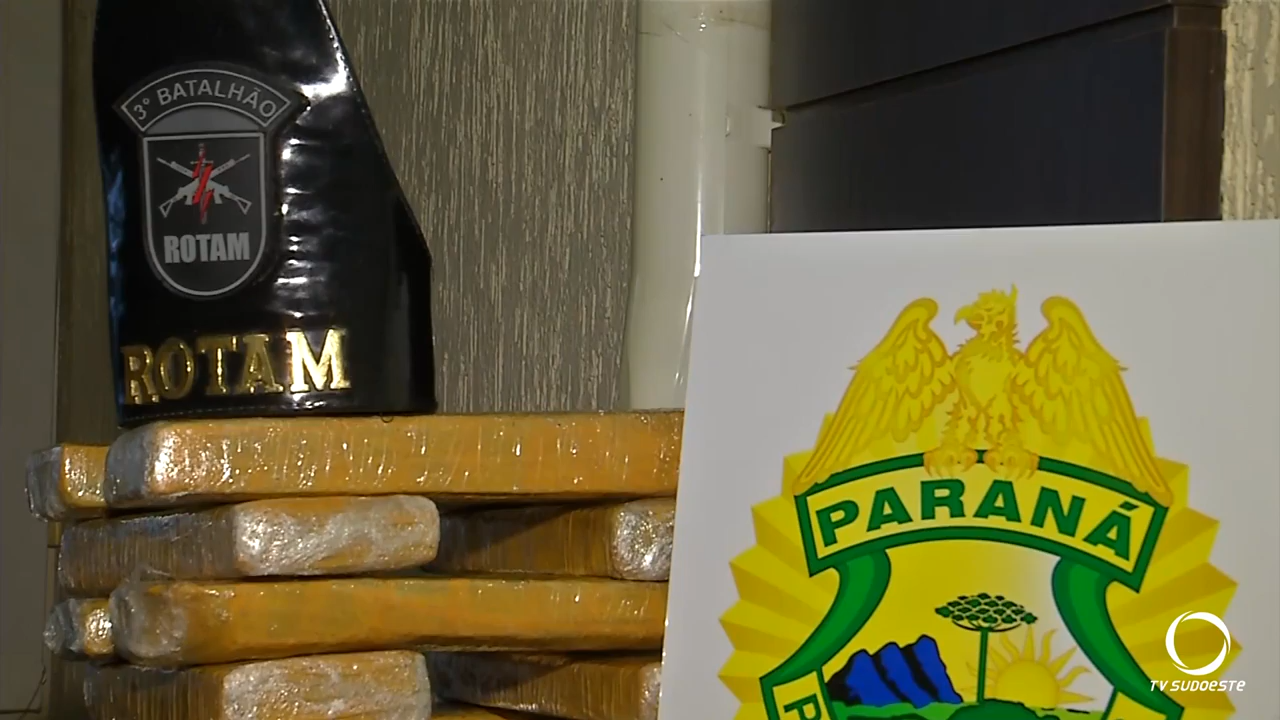 3º BATALHÃO
ROTAM
ROTAM
PARANÁ
P
TV SUDOESTE